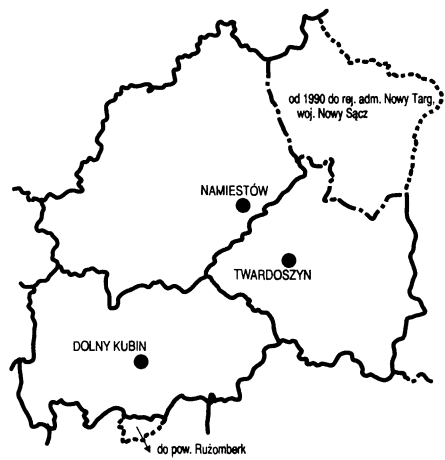 od 1990 do rej. adm. Nowy Targ,
woj. Nowy Sącz
NAMIESTÓW
TWARDOSZYN
DOLNY KUBIN
do pow. Rużomberk